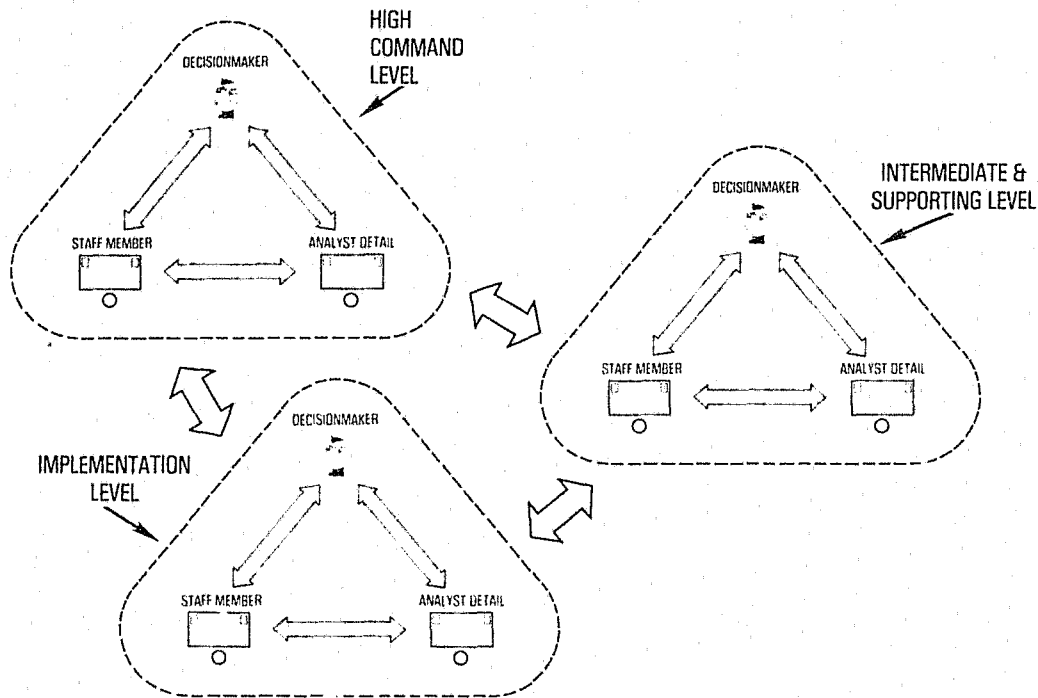 HIGH
COMMAND
LEVEL
DECISIONMAKER
STAFF MEMBER
ANALYST DETAIL
INTERMEDIATE &
SUPPORTING LEVEL
DECISIONMAKER
STAFF MEMBER
ANALYST DETAIL
IMPLEMENTATION
LEVEL
DECISIONMAKER
STAFF MEMBER
ANALYST DETAIL